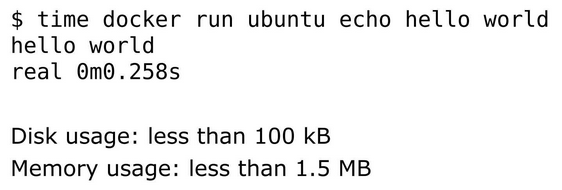 $ time docker run ubuntu echo hello world
hello world
real 0m0.258s
Disk usage: less than 100 kB
Memory usage: less than 1.5 MB